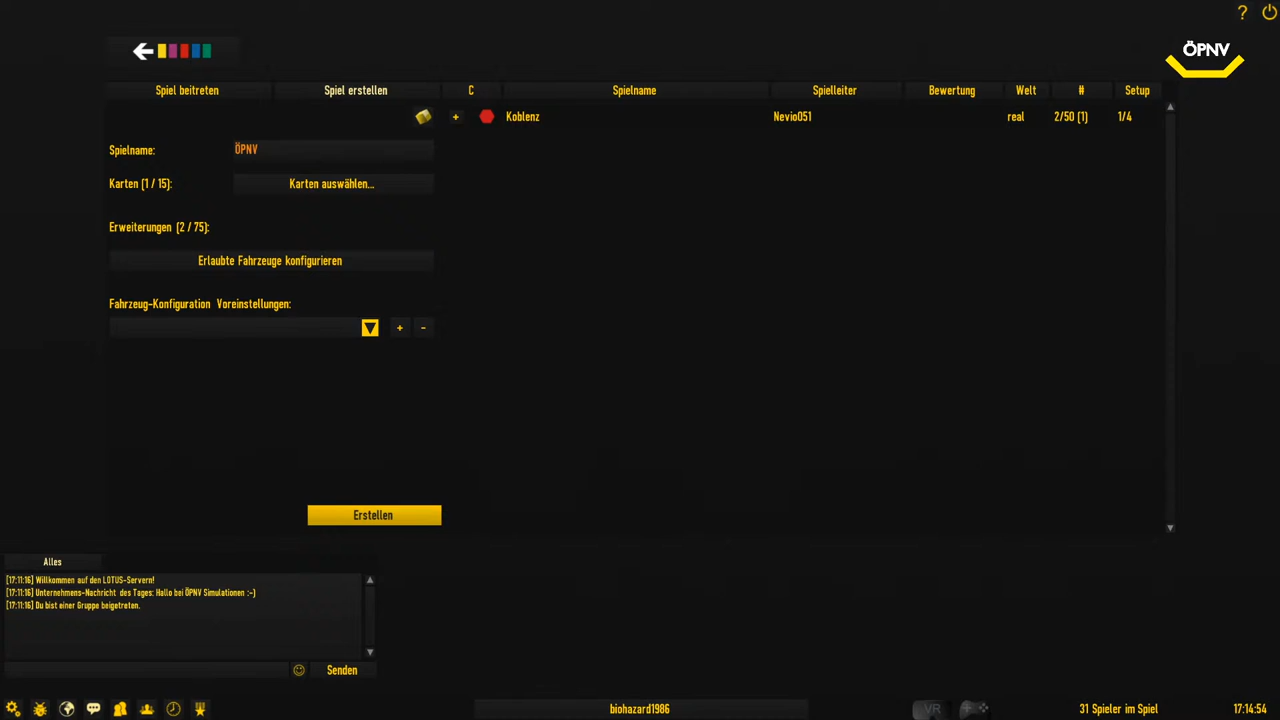 ?
ÖPNV
Spiel beitreten
Spiel erstellen
C
Spielname
Spielleiter
Bewertung
Welt
#
Setup
+
Koblenz
Nevio051
real
2/50 (1)
1/4
Spielname:
ÖPNV
Karten (1 / 15):
Karten auswählen...
Erweiterungen (2 / 75):
Erlaubte Fahrzeuge konfigurieren
Fahrzeug-Konfiguration Voreinstellungen:
+
-
Erstellen
Alles
[17:11:16] Willkommen auf den LOTUS-Servern!
[17:11:16] Unternehmens-Nachricht des Tages: Hallo bei ÖPNV Simulationen :-)
[17:11:16] Du bist einer Gruppe beigetreten.
Senden
biohazard1986
VR
31 Spieler im Spiel
17:14:54